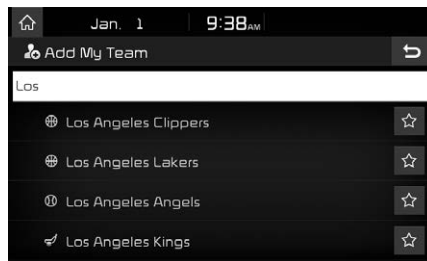 Jan. 1 9:38AM
Add My Team
Los
Los Angeles Clippers
Los Angeles Lakers
Los Angeles Angels
Los Angeles Kings